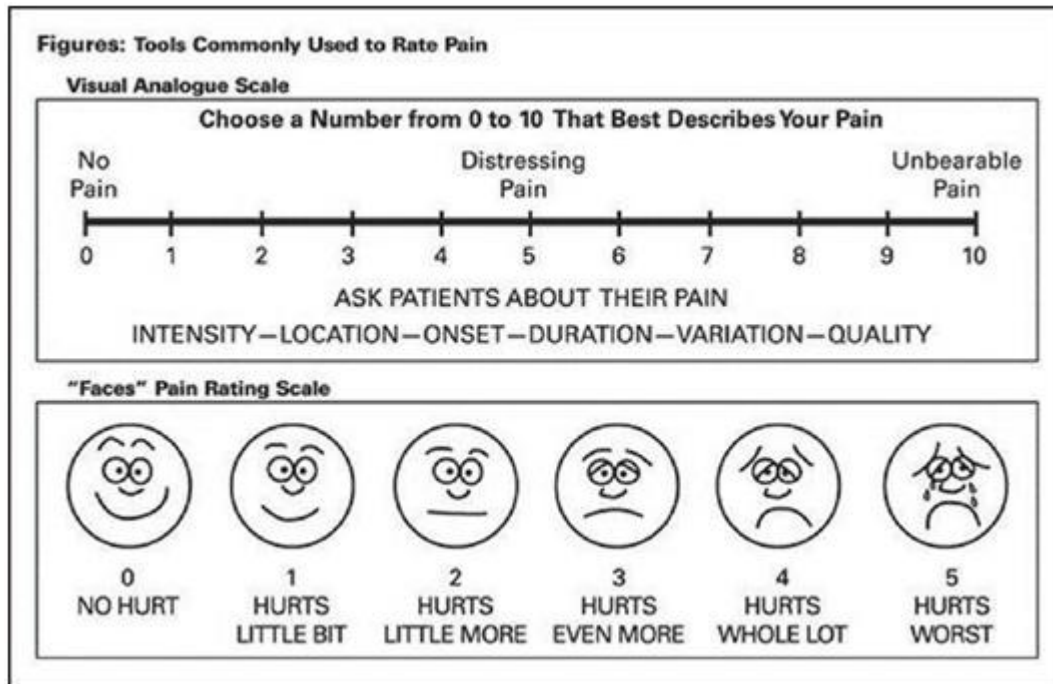 Figures: Tools Commonly Used to Rate Pain
Visual Analogue Scale
Choose a Number from 0 to 10 That Best Describes Your Pain
No Pain
Distressing Pain
Unbearable Pain
0 1 2 3 4 5 6 7 8 9 10
ASK PATIENTS ABOUT THEIR PAIN
INTENSITY—LOCATION—ONSET—DURATION—VARIATION—QUALITY
"Faces" Pain Rating Scale
0
NO HURT
1
HURTS
LITTLE BIT
2
HURTS
LITTLE MORE
3
HURTS
EVEN MORE
4
HURTS
WHOLE LOT
5
HURTS
WORST